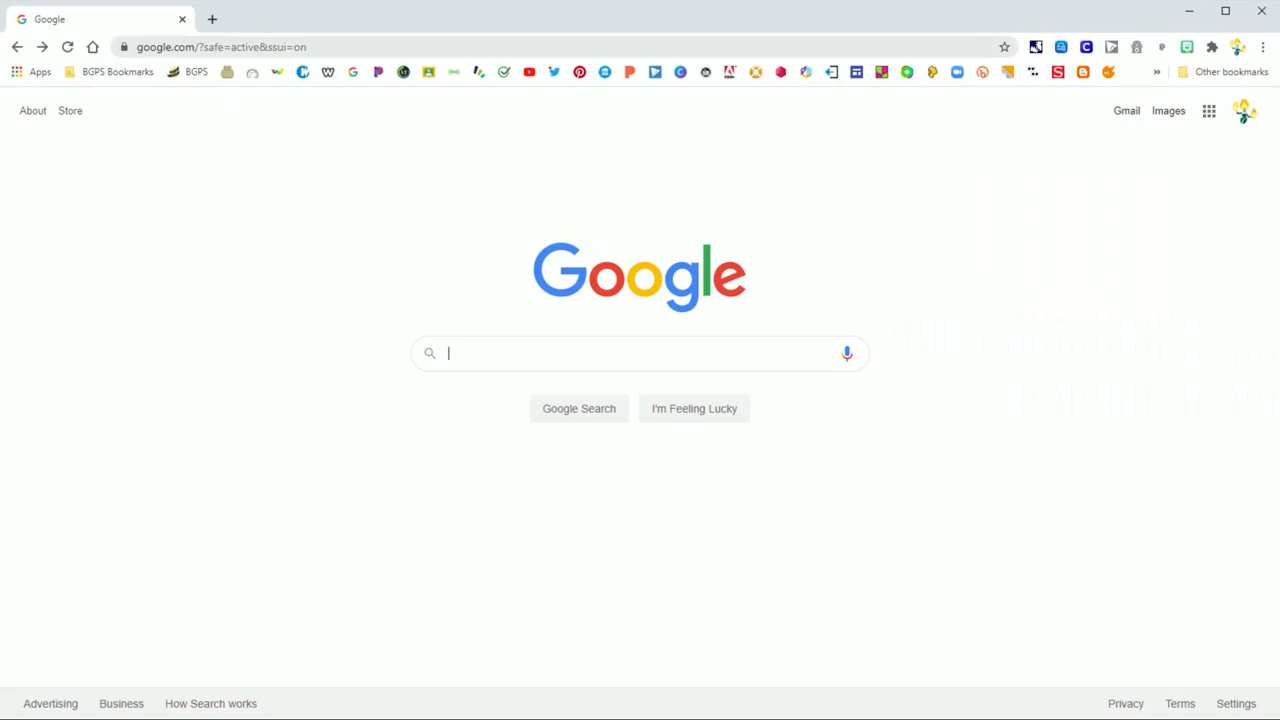 Google
google.com/?safe=active&ssui=on
Apps BGPS Bookmarks BGPS » Other bookmarks
About Store Gmail Images
Google
Google Search I'm Feeling Lucky
Advertising Business How Search works Privacy Terms Settings